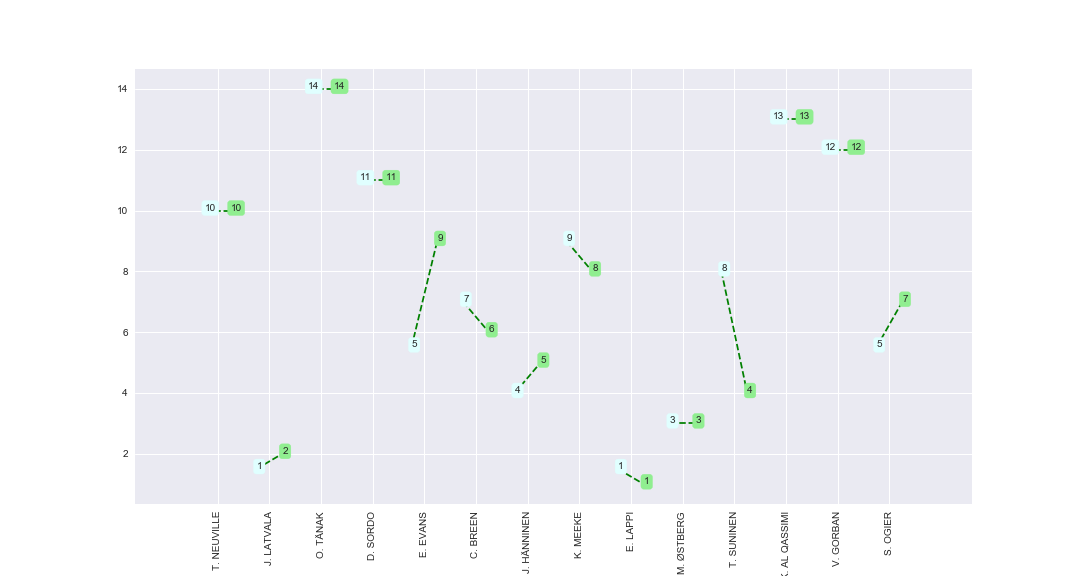 14
14 14
13 13
12
12 12
11 11
10
10 10
9
9
8
8
8
7
7
6
6
5
5
5
4
4
4
3 3
2
2
1
1
1
T. NEUVILLE
J. LATVALA
O. TÄNAK
D. SORDO
E. EVANS
C. BREEN
J. HÄNNINEN
K. MEEKE
E. LAPPI
M. ØSTBERG
T. SUNINEN
AL QASSIMI
V. GORBAN
S. OGIER